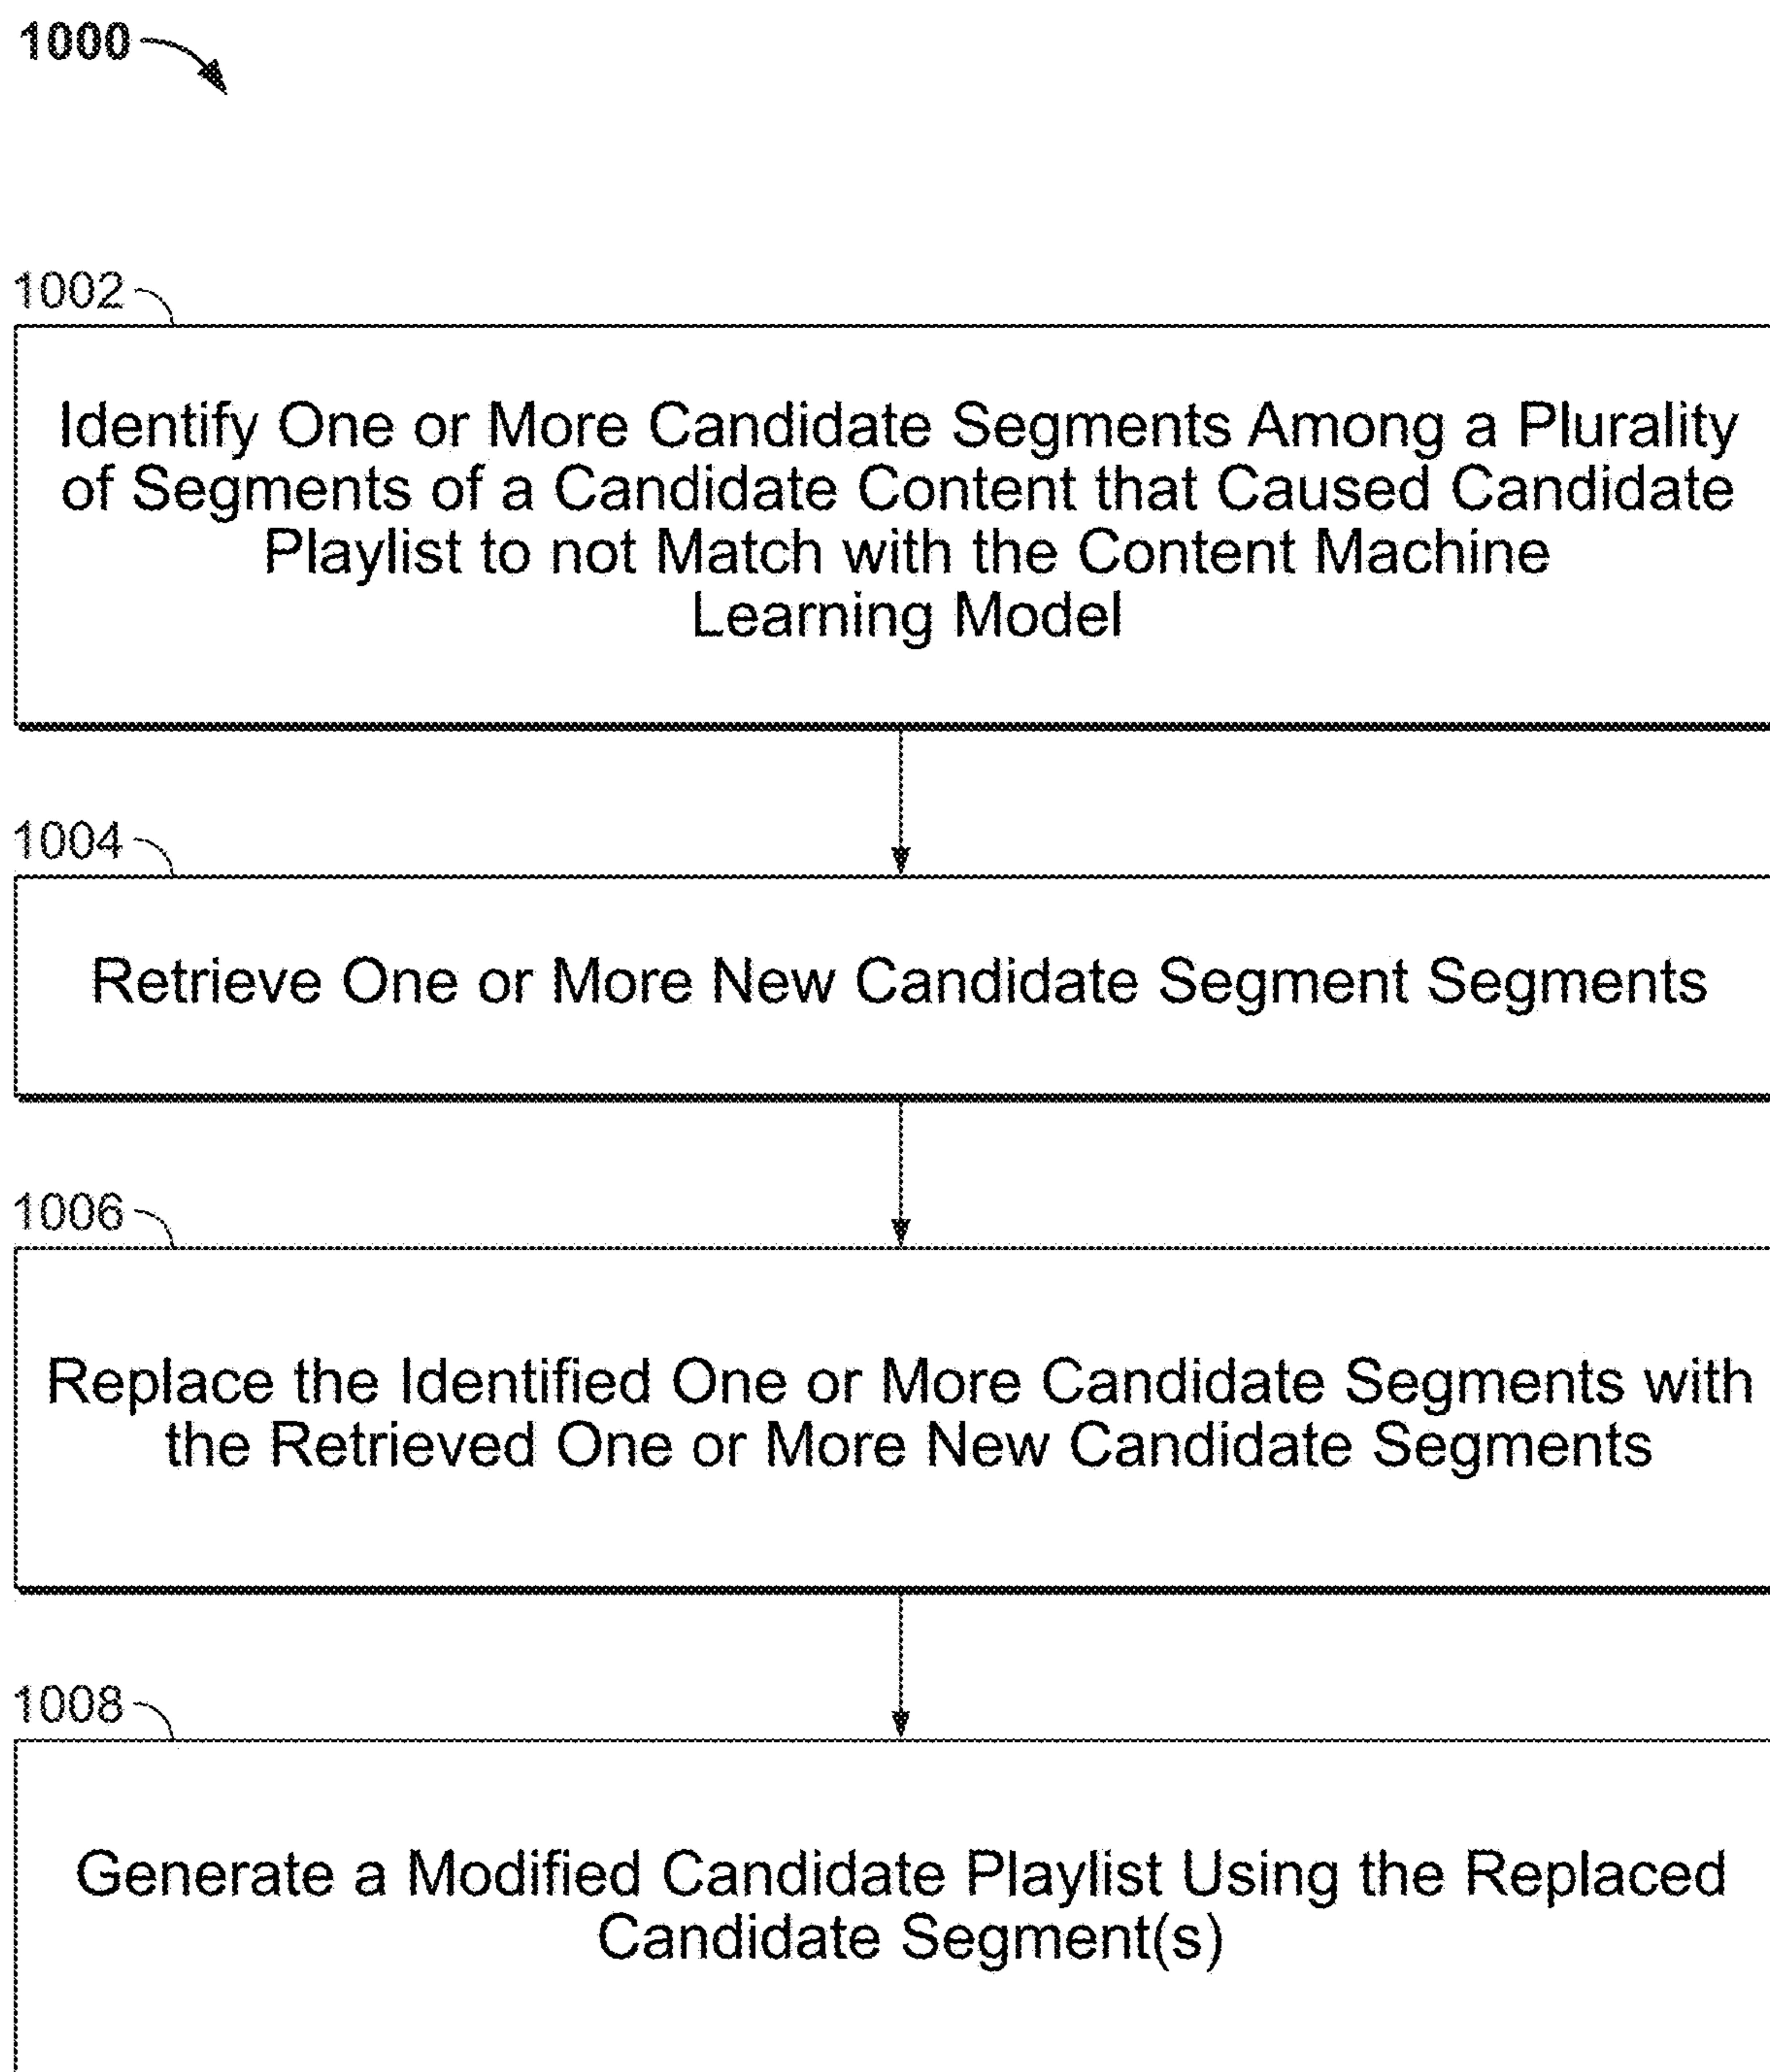 1000
1002
Identify One or More Candidate Segments Among a Plurality
of Segments of a Candidate Content that Caused Candidate
Playlist to not Match with the Content Machine
Learning Model
1004
Retrieve One or More New Candidate Segment Segments
1006
Replace the Identified One or More Candidate Segments with
the Retrieved One or More New Candidate Segments
1008
Generate a Modified Candidate Playlist Using the Replaced
Candidate Segment(s)